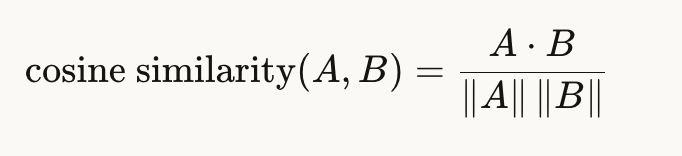 cosine similarity(A, B) = A · B / ‖A‖ ‖B‖